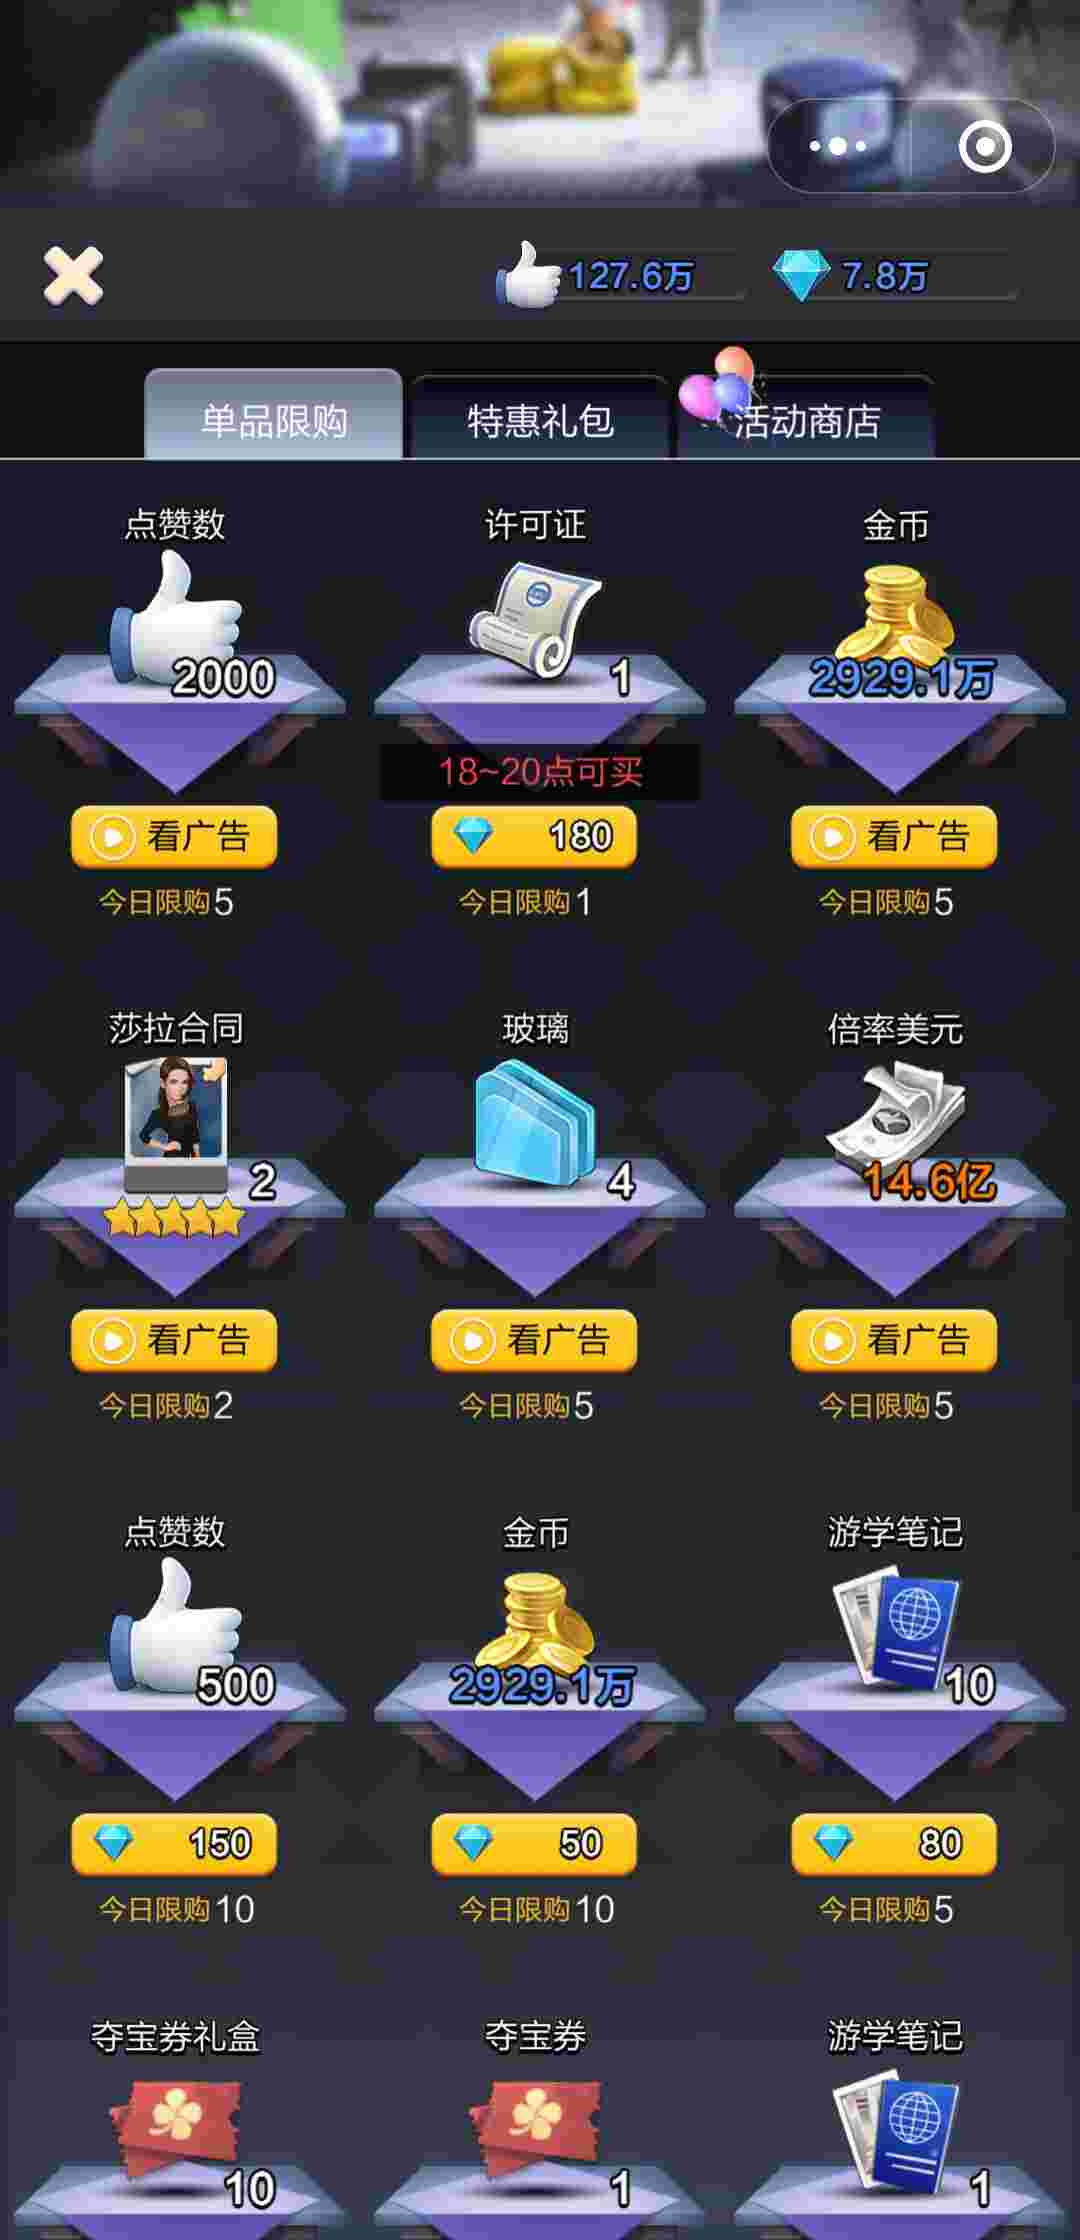 127.6万
7.8万
单品限购
特惠礼包
活动商店
点赞数
许可证
金币
2000
1
2929.1万
18~20点可买
看广告
180
看广告
今日限购5
今日限购1
今日限购5
莎拉合同
玻璃
倍率美元
2
4
14.6亿
看广告
看广告
看广告
今日限购2
今日限购5
今日限购5
点赞数
金币
游学笔记
500
2929.1万
10
150
50
80
今日限购10
今日限购10
今日限购5
夺宝券礼盒
夺宝券
游学笔记
10
1
1